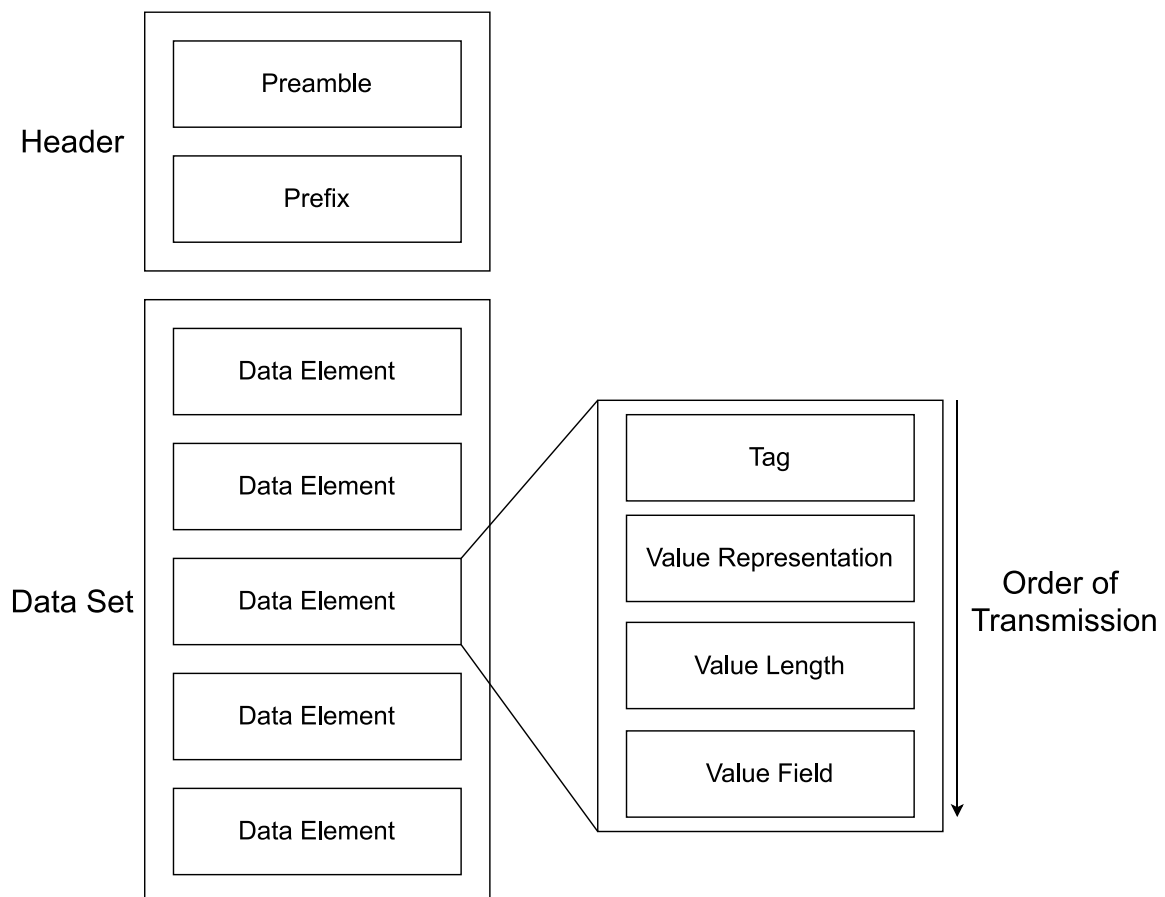 Header
Preamble
Prefix
Data Set
Data Element
Data Element
Data Element
Data Element
Data Element
Tag
Value Representation
Value Length
Value Field
Order of
Transmission